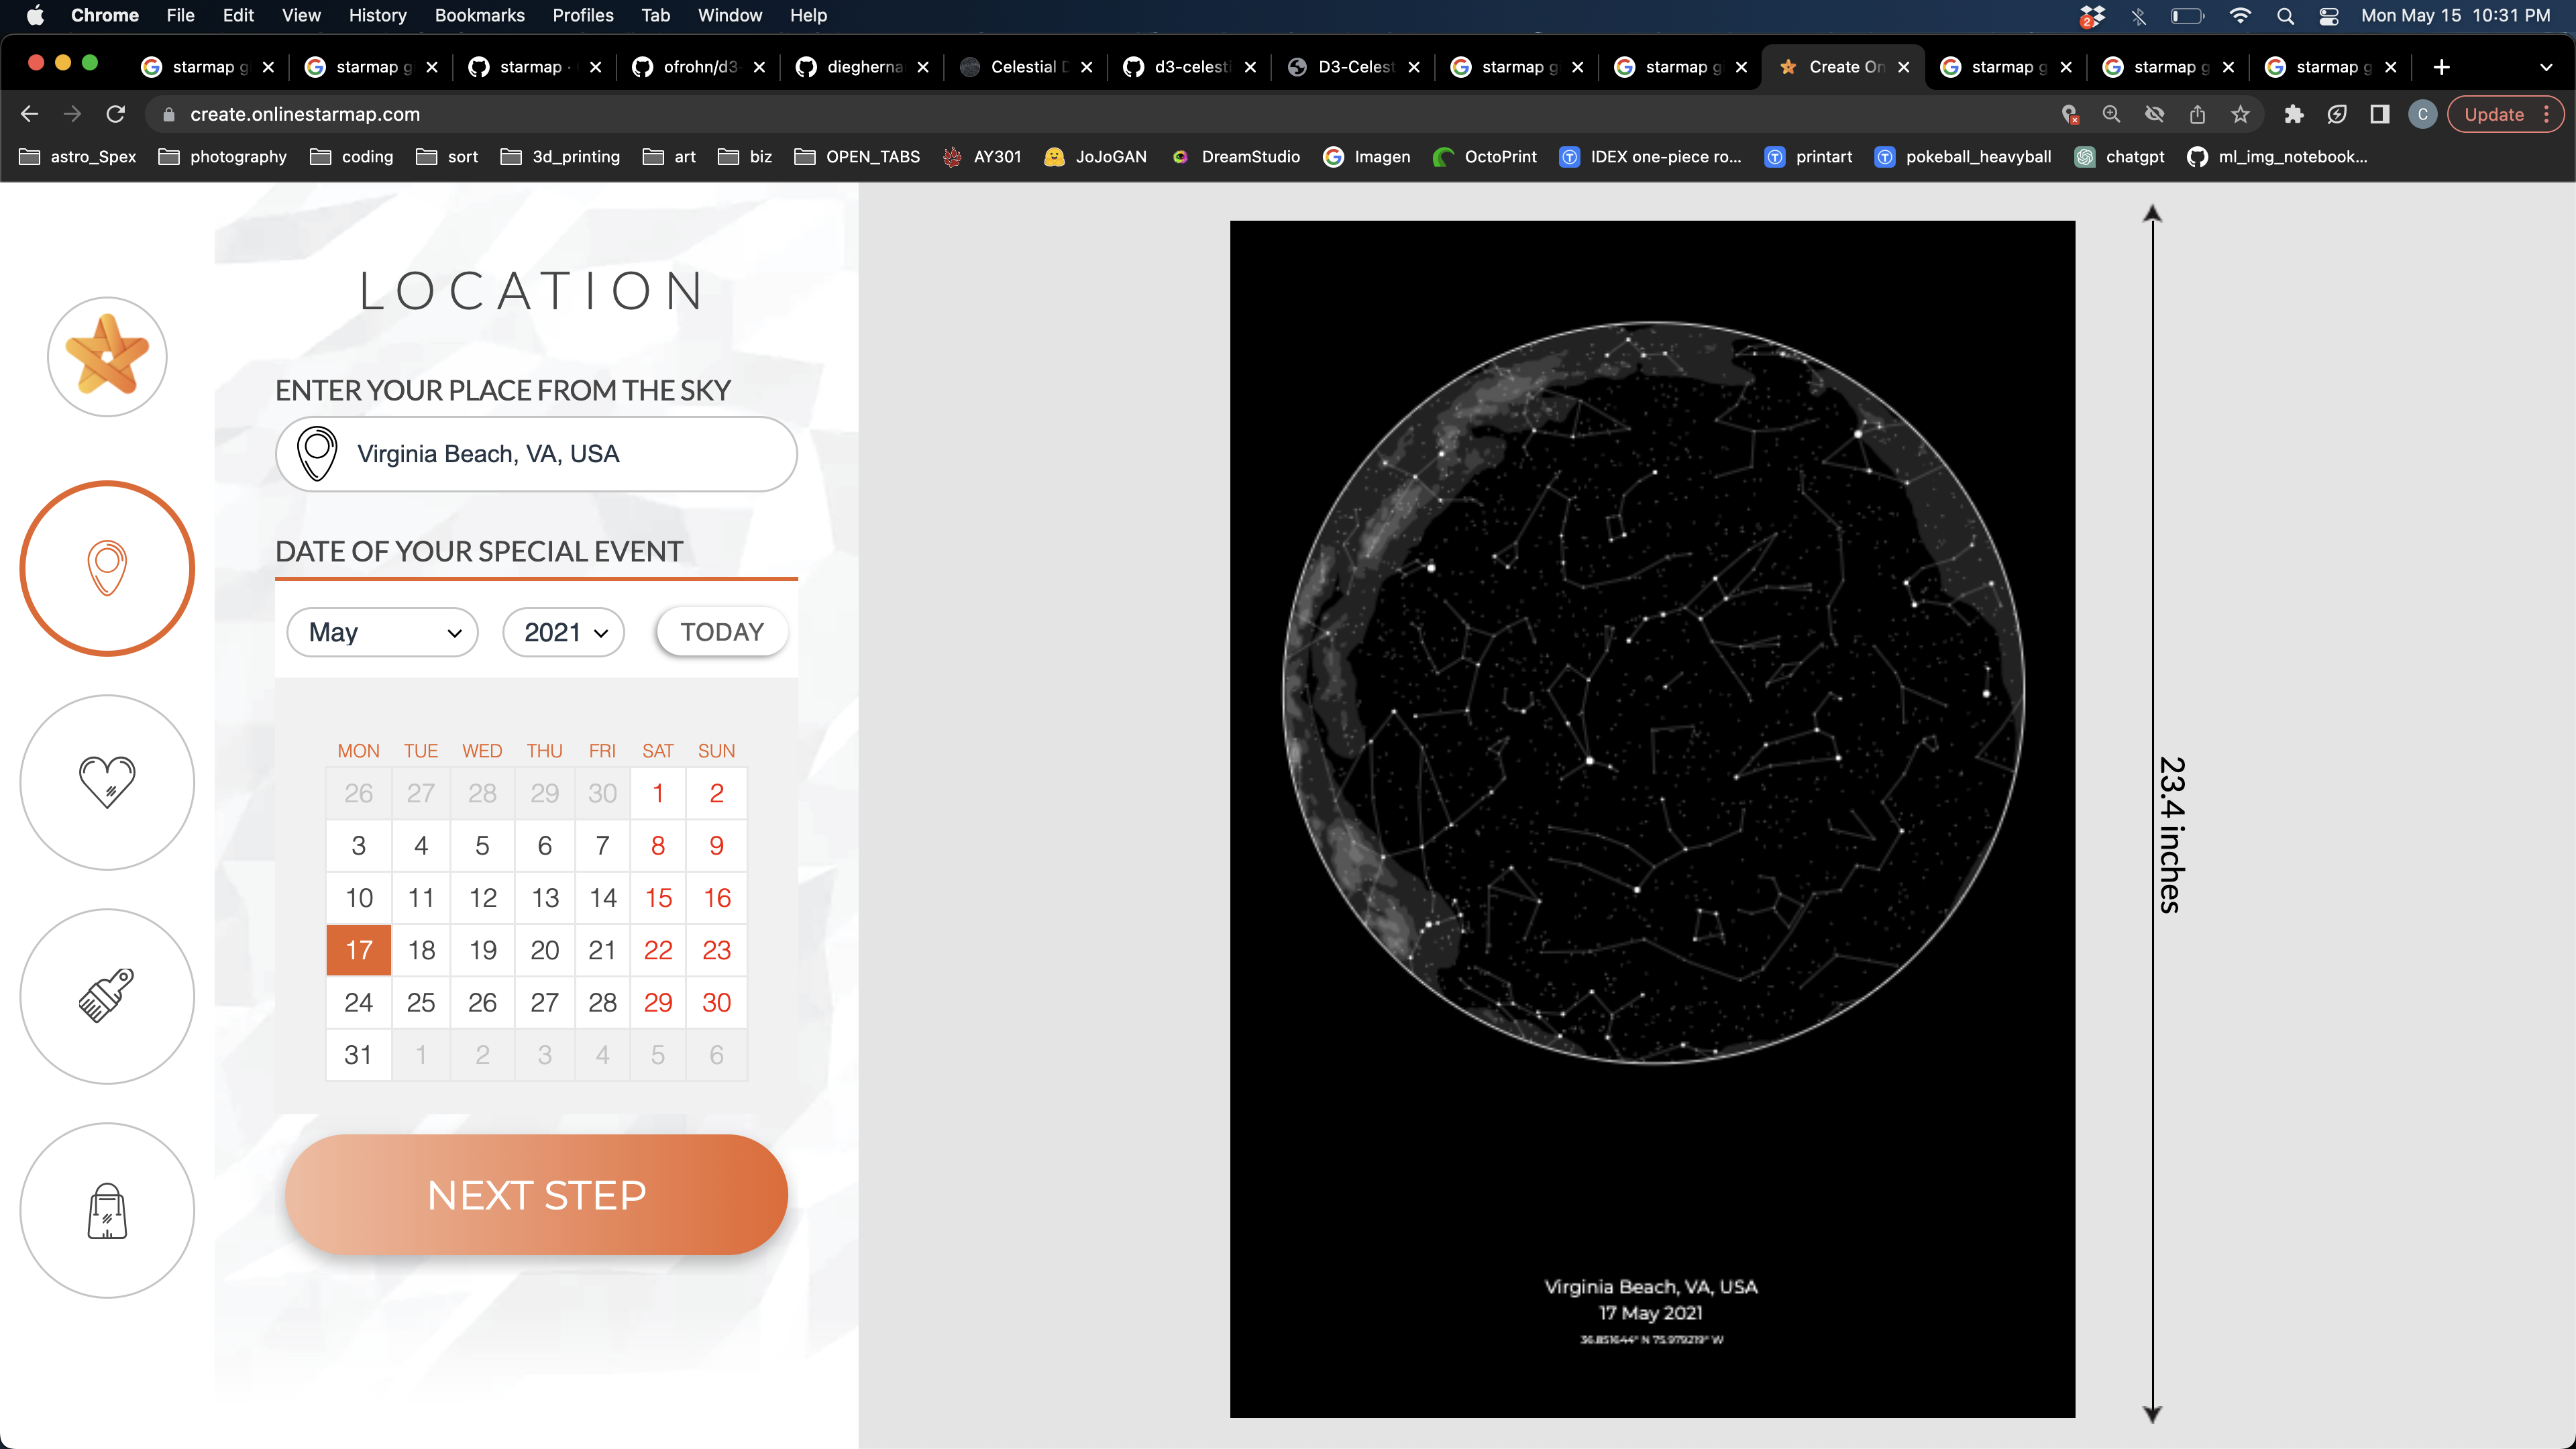 Chrome File Edit View History Bookmarks Profiles Tab Window Help 2 Mon May 15 10:31 PM
starmap g starmap g starmap · ofrohn/d3- dieghernan Celestial D d3-celesti D3-Celest starmap g starmap g Create On starmap g starmap g starmap g
create.onlinestarmap.com C Update
astro_Spex photography coding sort 3d_printing art biz OPEN_TABS AY301 JoJoGAN DreamStudio Imagen OctoPrint IDEX one-piece ro... printart pokeball_heavyball chatgpt ml_img_notebook...
LOCATION
ENTER YOUR PLACE FROM THE SKY
Virginia Beach, VA, USA
DATE OF YOUR SPECIAL EVENT
May 2021 TODAY
MON TUE WED THU FRI SAT SUN
26 27 28 29 30 1 2
3 4 5 6 7 8 9
10 11 12 13 14 15 16
17 18 19 20 21 22 23
24 25 26 27 28 29 30
31 1 2 3 4 5 6
NEXT STEP
Virginia Beach, VA, USA
17 May 2021
36.851644° N 75.979219° W
23.4 inches